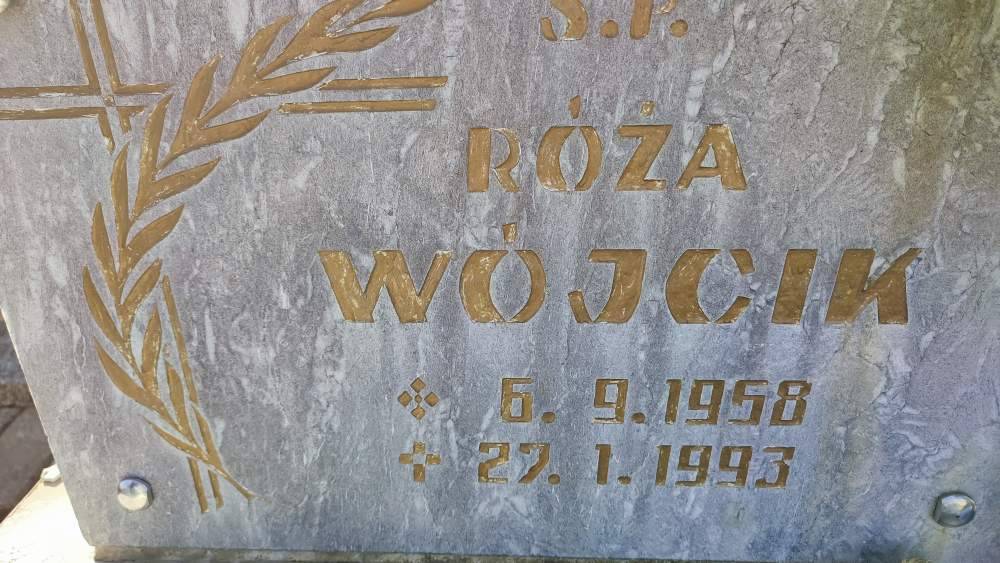 Ś.P.
RÓŻA
WÓJCIK
6. 9.1958
27. 1.1993